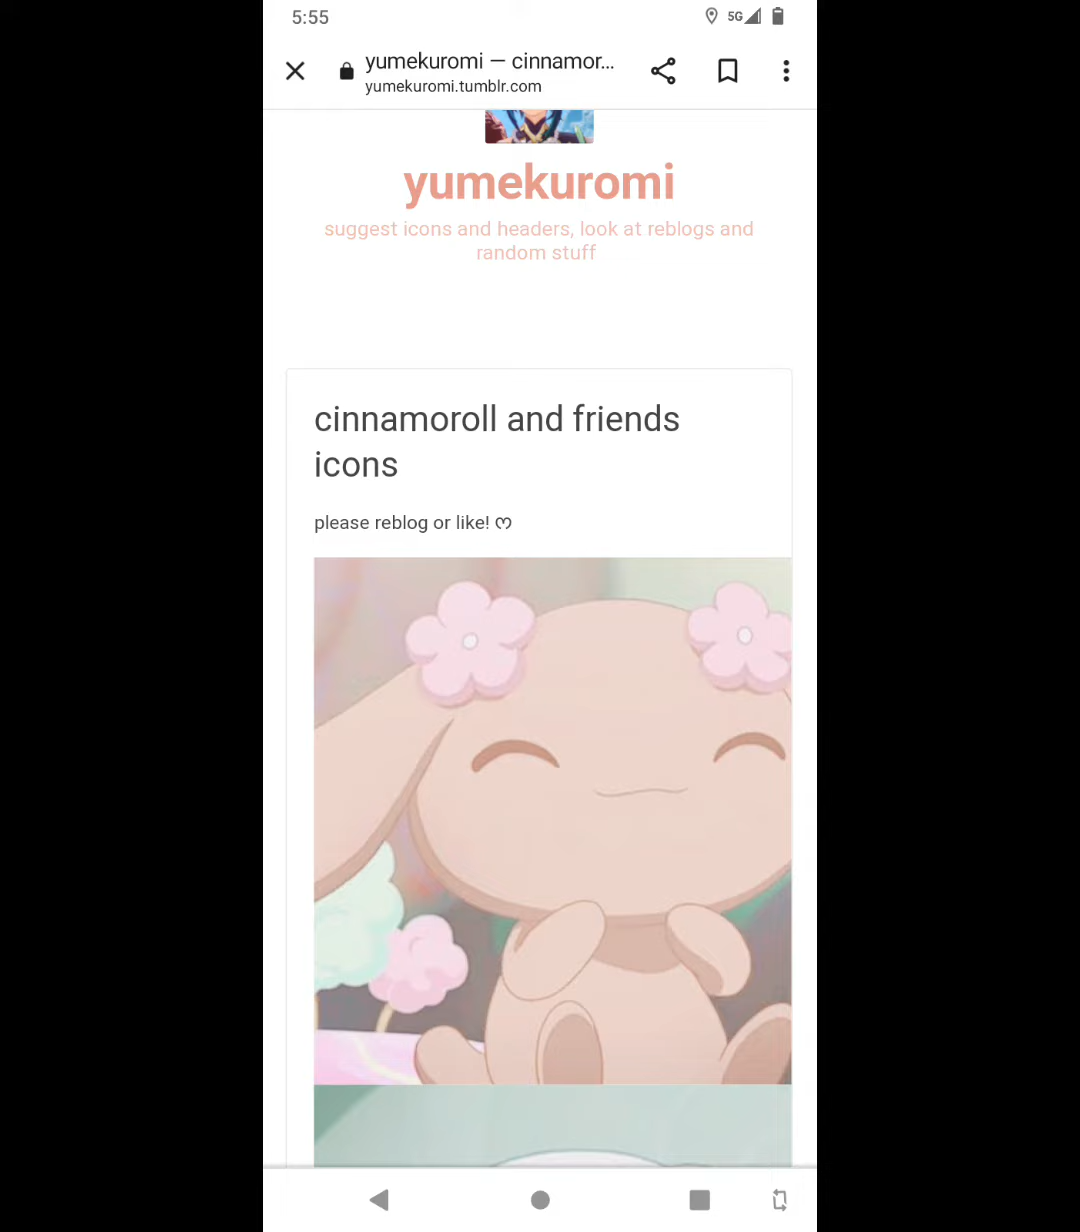 5:55
5G
yumekuromi — cinnamor...
yumekuromi.tumblr.com
yumekuromi
suggest icons and headers, look at reblogs and
random stuff
cinnamoroll and friends
icons
please reblog or like! ღ